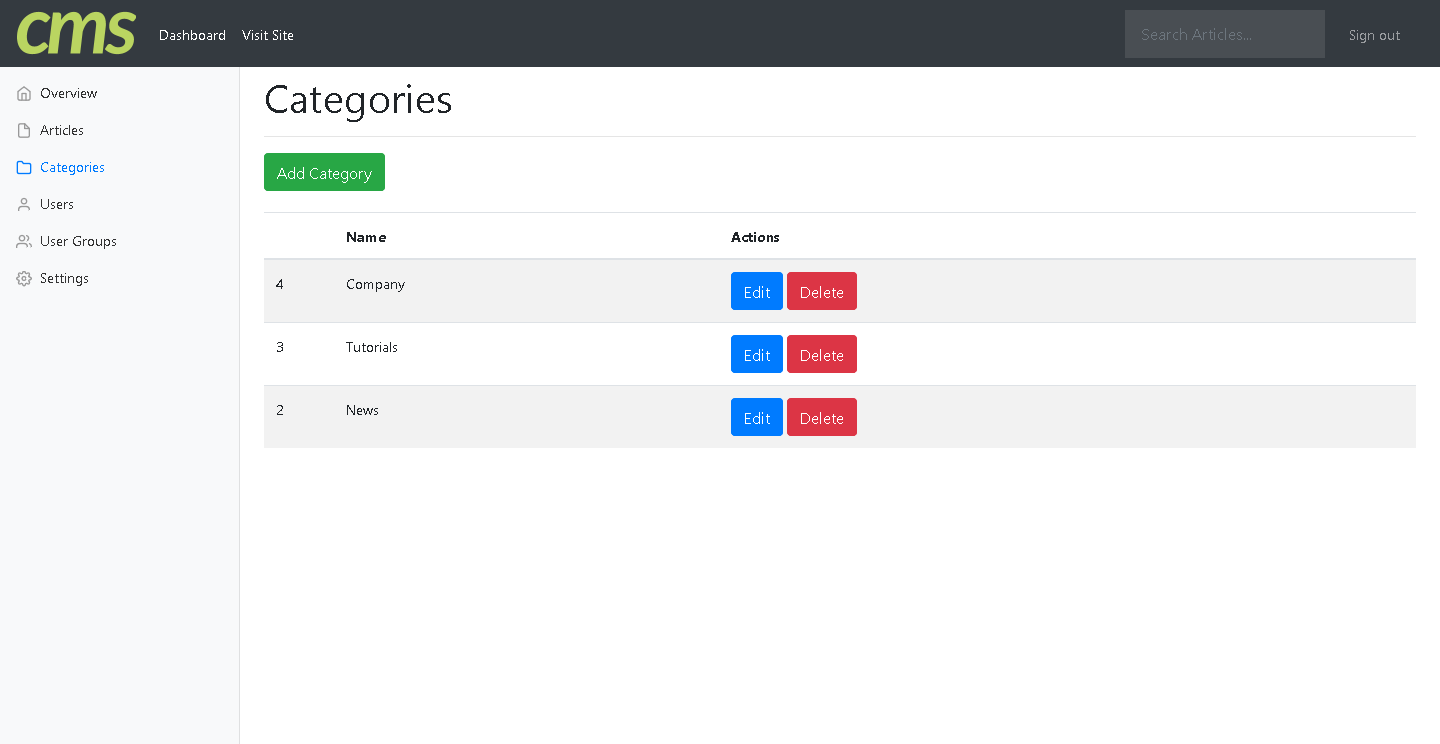 cms Dashboard Visit Site Search Articles... Sign out
Overview
Articles
Categories
Users
User Groups
Settings
Categories
Add Category
Name Actions
4 Company Edit Delete
3 Tutorials Edit Delete
2 News Edit Delete